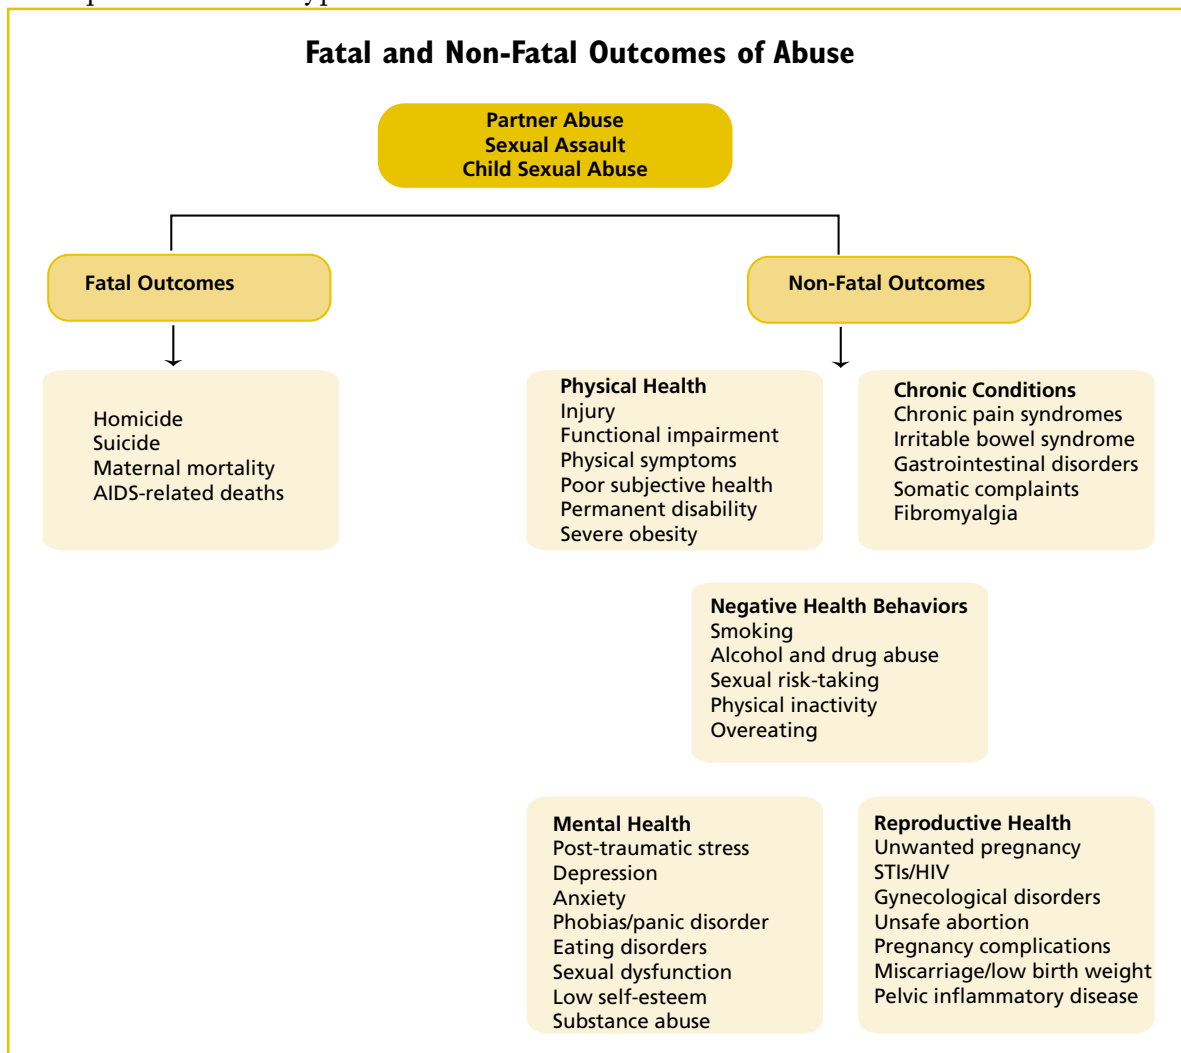 Fatal and Non-Fatal Outcomes of Abuse
Partner Abuse
Sexual Assault
Child Sexual Abuse
Fatal Outcomes
Non-Fatal Outcomes
Homicide
Suicide
Maternal mortality
AIDS-related deaths
Physical Health
Injury
Functional impairment
Physical symptoms
Poor subjective health
Permanent disability
Severe obesity
Chronic Conditions
Chronic pain syndromes
Irritable bowel syndrome
Gastrointestinal disorders
Somatic complaints
Fibromyalgia
Negative Health Behaviors
Smoking
Alcohol and drug abuse
Sexual risk-taking
Physical inactivity
Overeating
Mental Health
Post-traumatic stress
Depression
Anxiety
Phobias/panic disorder
Eating disorders
Sexual dysfunction
Low self-esteem
Substance abuse
Reproductive Health
Unwanted pregnancy
STIs/HIV
Gynecological disorders
Unsafe abortion
Pregnancy complications
Miscarriage/low birth weight
Pelvic inflammatory disease